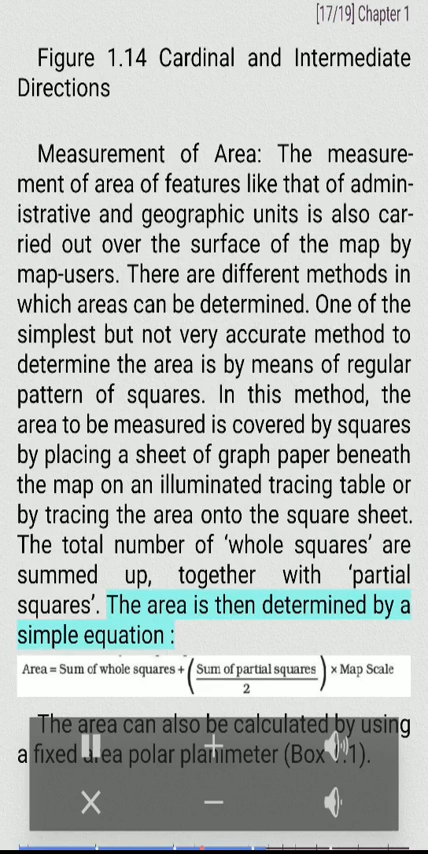 [17/19] Chapter 1
Figure 1.14 Cardinal and Intermediate
Directions
Measurement of Area: The measure-
ment of area of features like that of admin-
istrative and geographic units is also car-
ried out over the surface of the map by
map-users. There are different methods in
which areas can be determined. One of the
simplest but not very accurate method to
determine the area is by means of regular
pattern of squares. In this method, the
area to be measured is covered by squares
by placing a sheet of graph paper beneath
the map on an illuminated tracing table or
by tracing the area onto the square sheet.
The total number of ‘whole squares’ are
summed up, together with ‘partial
squares’. The area is then determined by a
simple equation :
Area = Sum of whole squares + (Sum of partial squares / 2) × Map Scale
The area can also be calculated by using
a fixed area polar planimeter (Box 1.1).